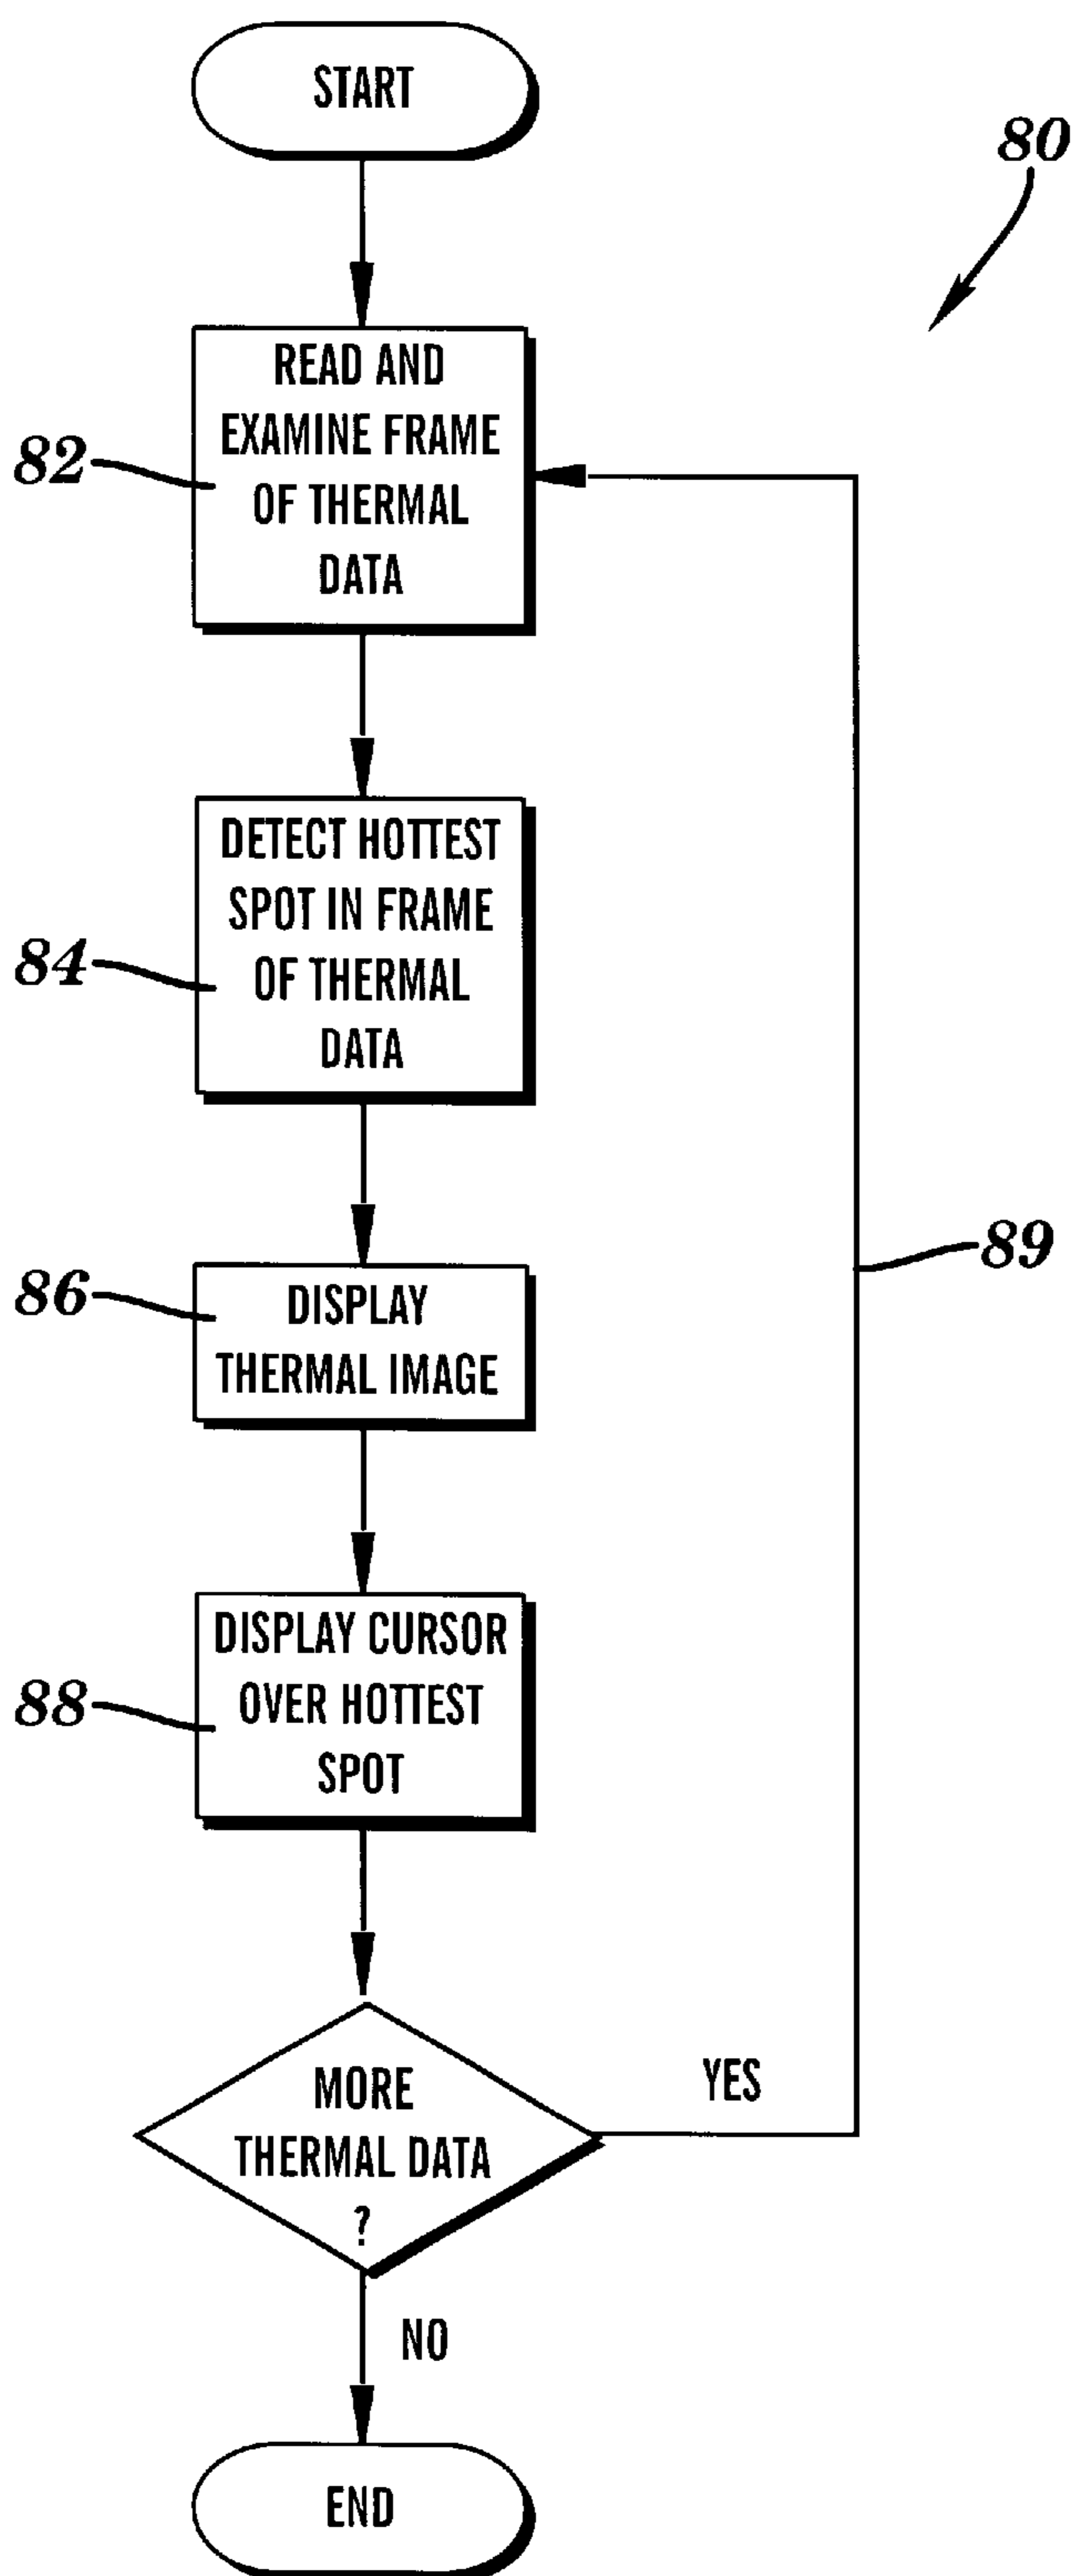 START
80
READ AND
EXAMINE FRAME
OF THERMAL
DATA
82
DETECT HOTTEST
SPOT IN FRAME
OF THERMAL
DATA
84
89
86
DISPLAY
THERMAL IMAGE
DISPLAY CURSOR
OVER HOTTEST
SPOT
88
MORE
THERMAL DATA
?
YES
NO
END